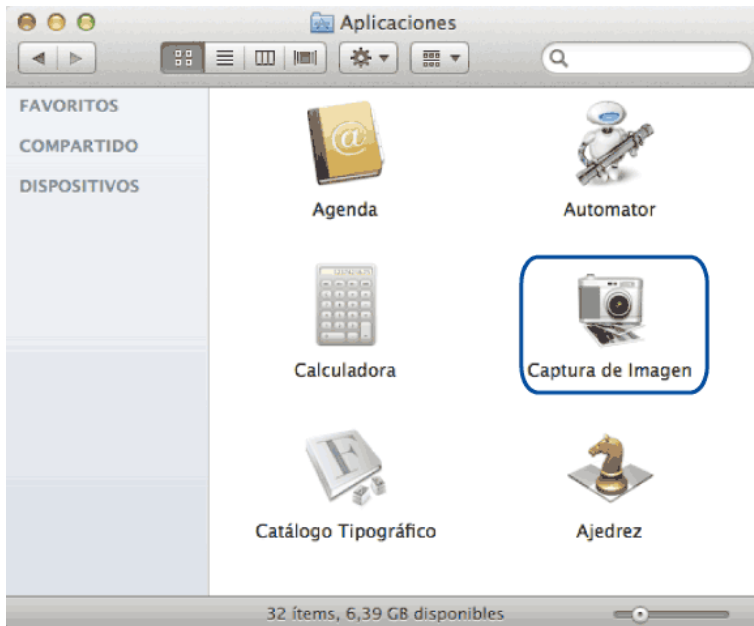 Aplicaciones
FAVORITOS
COMPARTIDO
DISPOSITIVOS
Agenda
Automator
Calculadora
Captura de Imagen
Catálogo Tipográfico
Ajedrez
32 ítems, 6,39 GB disponibles